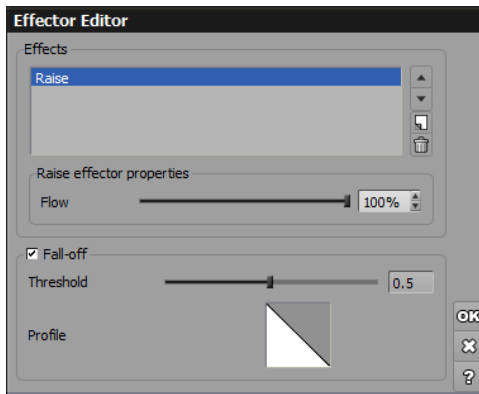 Effector Editor
Effects
Raise
Raise effector properties
Flow 100%
Fall-off
Threshold 0.5
Profile
OK
?